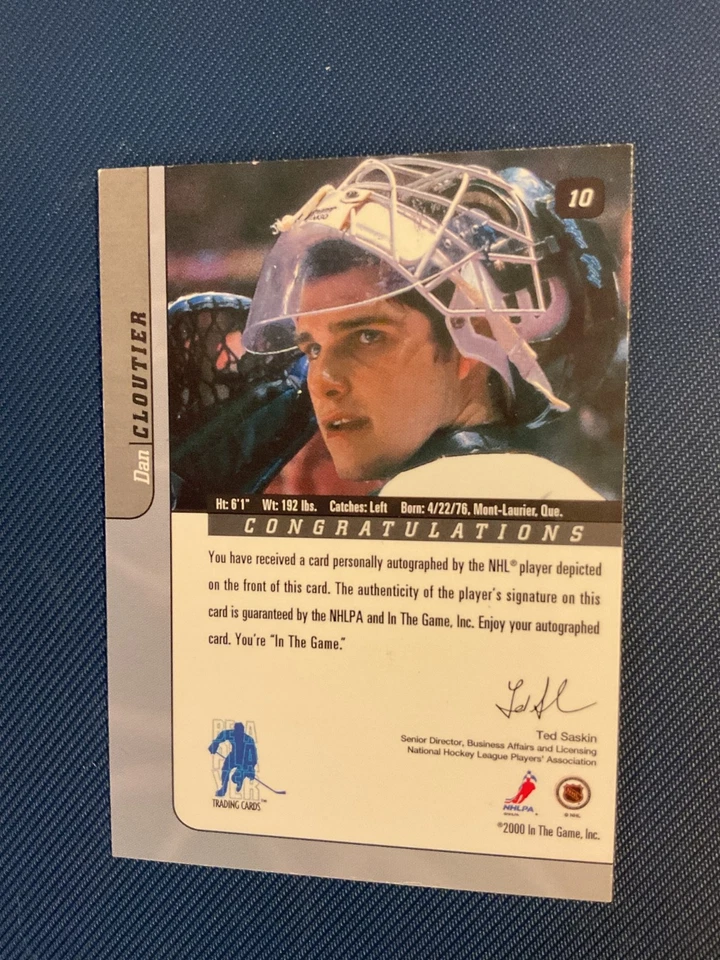 10
Dan CLOUTIER
Ht: 6'1" Wt: 192 lbs. Catches: Left Born: 4/22/76, Mont-Laurier, Que.
CONGRATULATIONS
You have received a card personally autographed by the NHL® player depicted
on the front of this card. The authenticity of the player's signature on this
card is guaranteed by the NHLPA and In The Game, Inc. Enjoy your autographed
card. You're "In The Game."
Ted Saskin
Senior Director, Business Affairs and Licensing
National Hockey League Players' Association
BE A
PLAYER
TRADING CARDS™
NHLPA
© NHL
©2000 In The Game, Inc.